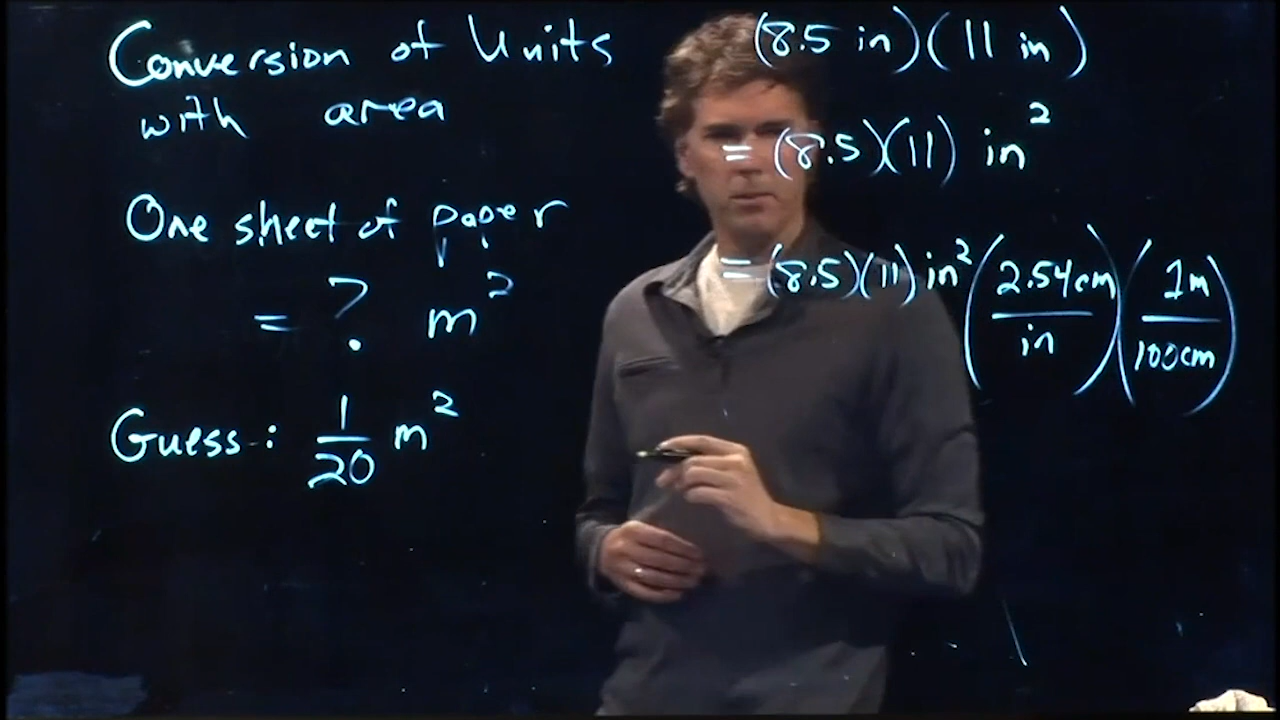 Conversion of Units
with area
One sheet of paper
= ? m²
Guess: 1/20 m²
(8.5 in)(11 in)
= (8.5)(11) in²
= (8.5)(11) in² (2.54cm/in)(1m/100cm)